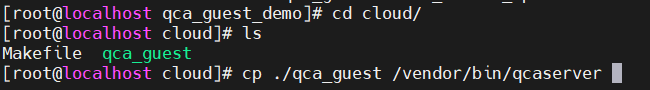 [root@localhost qca_guest_demo]# cd cloud/
[root@localhost cloud]# ls
Makefile  qca_guest
[root@localhost cloud]# cp ./qca_guest /vendor/bin/qcaserver